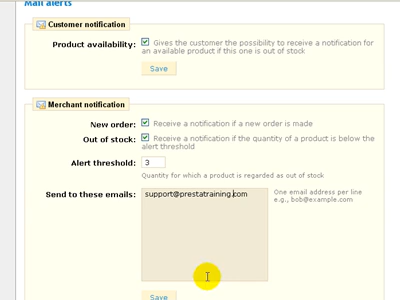 Mail alerts
Customer notification
Product availability: Gives the customer the possibility to receive a notification for
an available product if this one is out of stock
Save
Merchant notification
New order: Receive a notification if a new order is made
Out of stock: Receive a notification if the quantity of a product is below the
alert threshold
Alert threshold: 3
Quantity for which a product is regarded as out of stock
Send to these emails: support@prestatraining.com
One email address per line
e.g., bob@example.com
Save